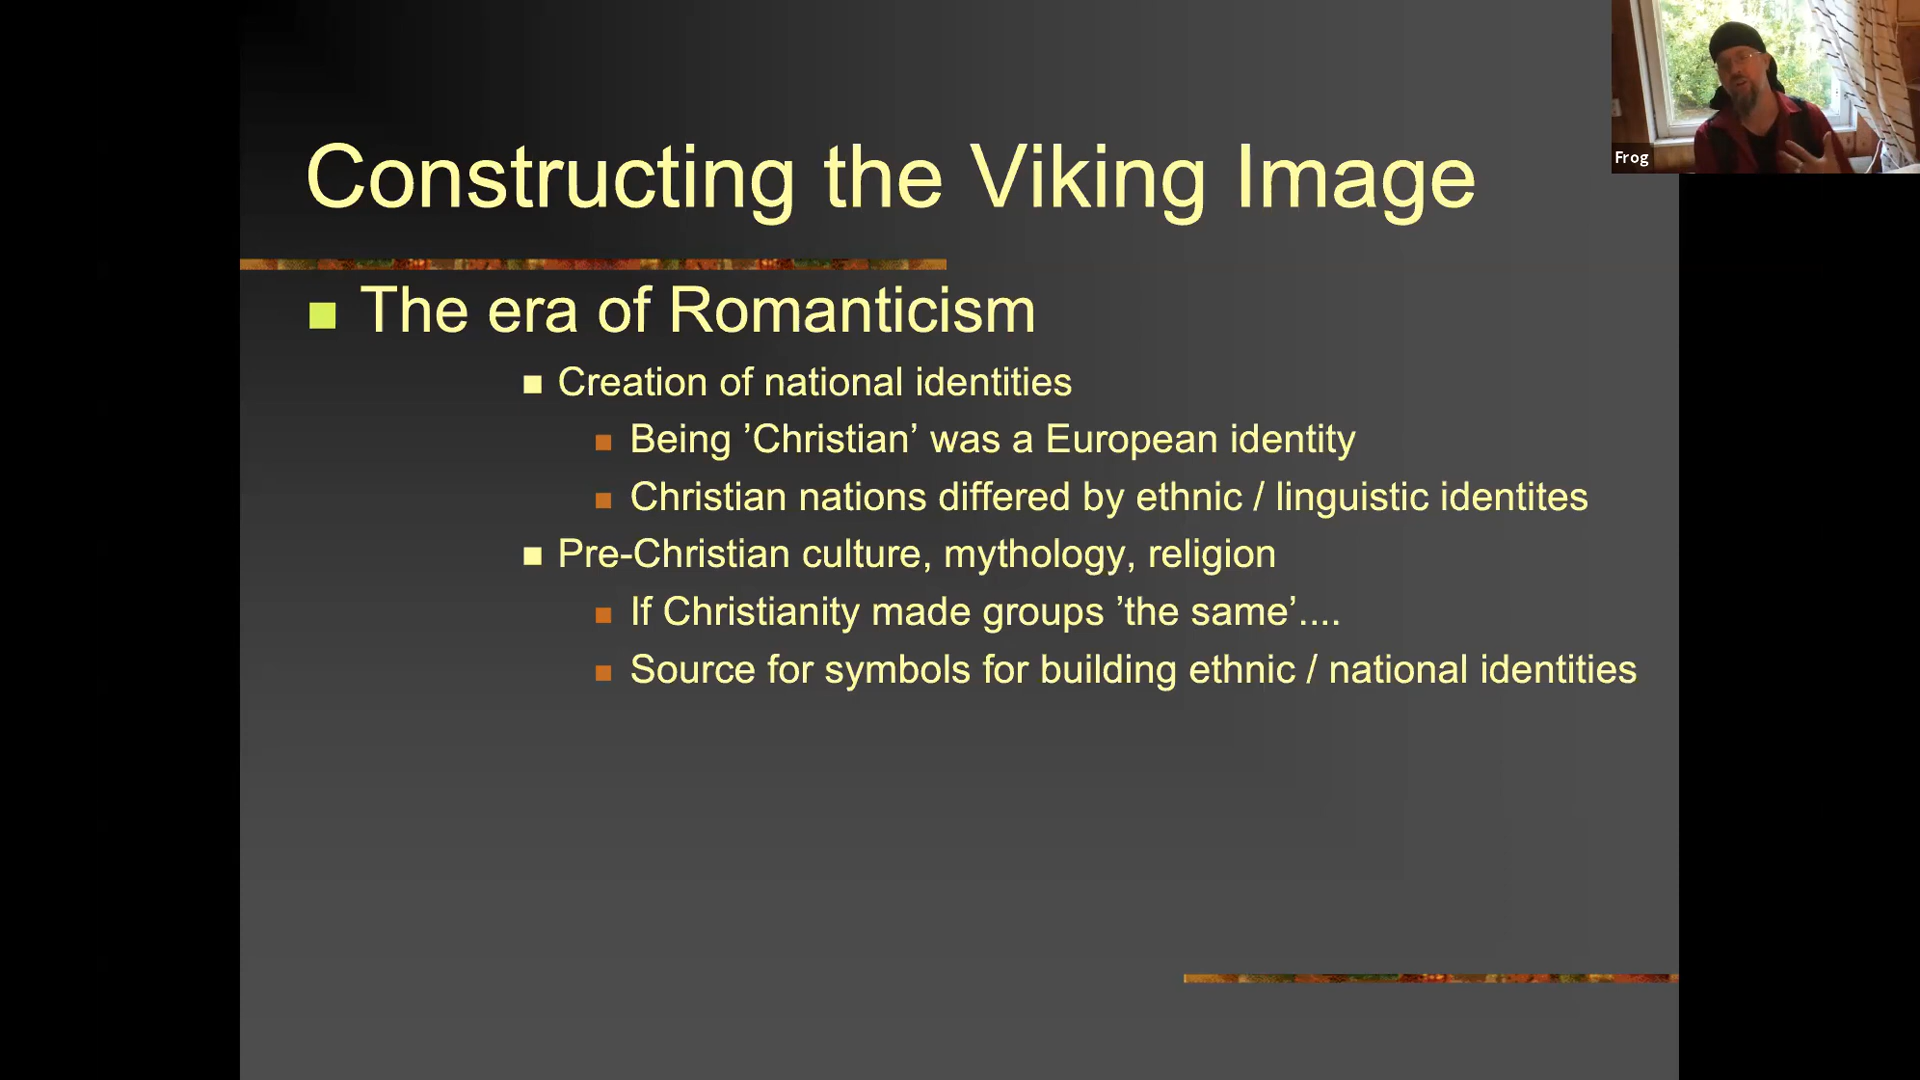 Constructing the Viking Image
The era of Romanticism
Creation of national identities
Being ’Christian’ was a European identity
Christian nations differed by ethnic / linguistic identites
Pre-Christian culture, mythology, religion
If Christianity made groups ’the same’....
Source for symbols for building ethnic / national identities
Frog